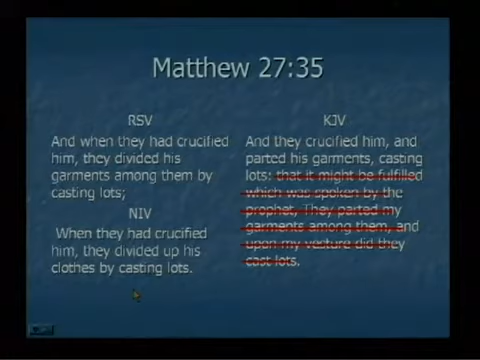 Matthew 27:35
RSV
And when they had crucified
him, they divided his
garments among them by
casting lots;
NIV
When they had crucified
him, they divided up his
clothes by casting lots.
KJV
And they crucified him, and
parted his garments, casting
lots: that it might be fulfilled
which was spoken by the
prophet, They parted my
garments among them, and
upon my vesture did they
cast lots.